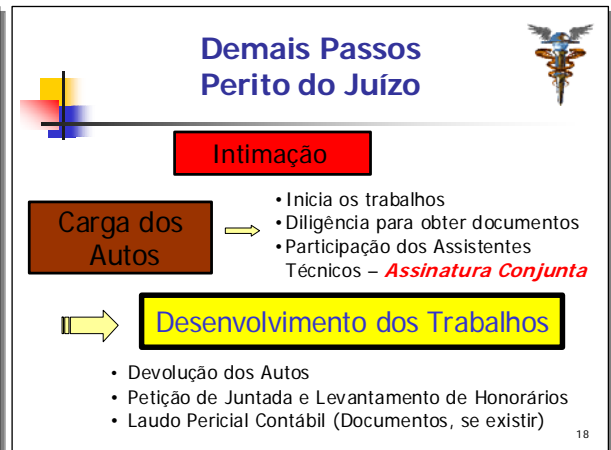 Demais Passos
Perito do Juízo
Intimação
Carga dos
Autos
• Inicia os trabalhos
• Diligência para obter documentos
• Participação dos Assistentes
Técnicos – Assinatura Conjunta
Desenvolvimento dos Trabalhos
• Devolução dos Autos
• Petição de Juntada e Levantamento de Honorários
• Laudo Pericial Contábil (Documentos, se existir)
18